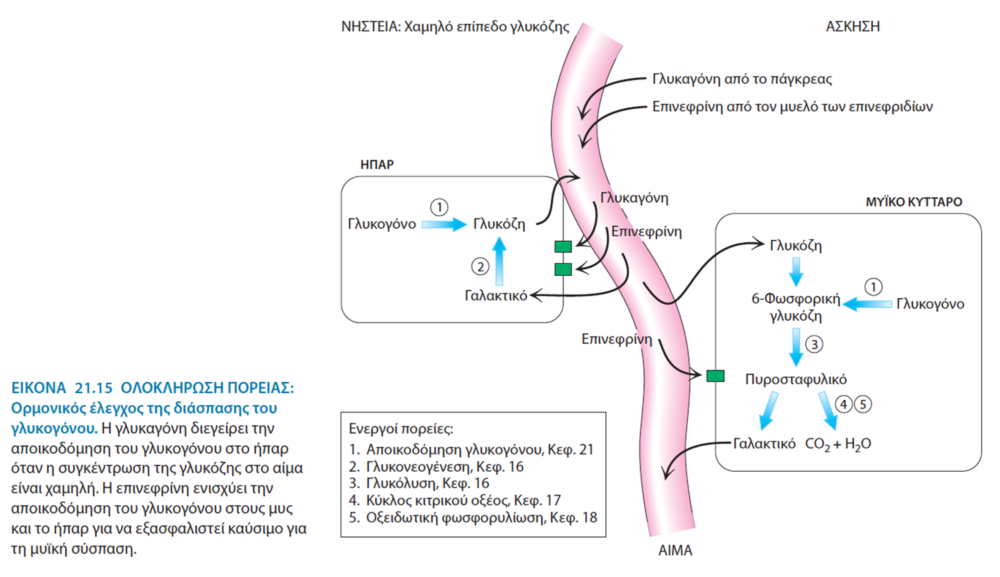 ΝΗΣΤΕΙΑ: Χαμηλό επίπεδο γλυκόζης
ΑΣΚΗΣΗ
Γλυκαγόνη από το πάγκρεας
Επινεφρίνη από τον μυελό των επινεφριδίων
ΗΠΑΡ
Γλυκογόνο
1
Γλυκόζη
2
Γαλακτικό
Γλυκαγόνη
Επινεφρίνη
Επινεφρίνη
ΜΥΪΚΟ ΚΥΤΤΑΡΟ
Γλυκόζη
6-Φωσφορική
γλυκόζη
1
Γλυκογόνο
3
Πυροσταφυλικό
4 5
Γαλακτικό
CO₂ + H₂O
ΑΙΜΑ
Ενεργοί πορείες:
1. Αποικοδόμηση γλυκογόνου, Κεφ. 21
2. Γλυκονεογένεση, Κεφ. 16
3. Γλυκόλυση, Κεφ. 16
4. Κύκλος κιτρικού οξέος, Κεφ. 17
5. Οξειδωτική φωσφορυλίωση, Κεφ. 18
ΕΙΚΟΝΑ 21.15 ΟΛΟΚΛΗΡΩΣΗ ΠΟΡΕΙΑΣ:
Ορμονικός έλεγχος της διάσπασης του
γλυκογόνου. Η γλυκαγόνη διεγείρει την
αποικοδόμηση του γλυκογόνου στο ήπαρ
όταν η συγκέντρωση της γλυκόζης στο αίμα
είναι χαμηλή. Η επινεφρίνη ενισχύει την
αποικοδόμηση του γλυκογόνου στους μυς
και το ήπαρ για να εξασφαλιστεί καύσιμο για
τη μυϊκή σύσπαση.